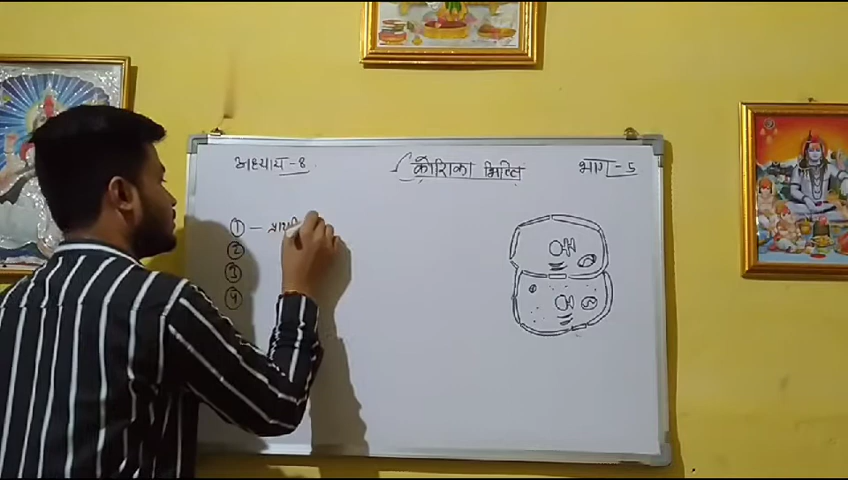 अध्याय-8
कोशिका भित्ति
भाग-5
① —
②
③
④